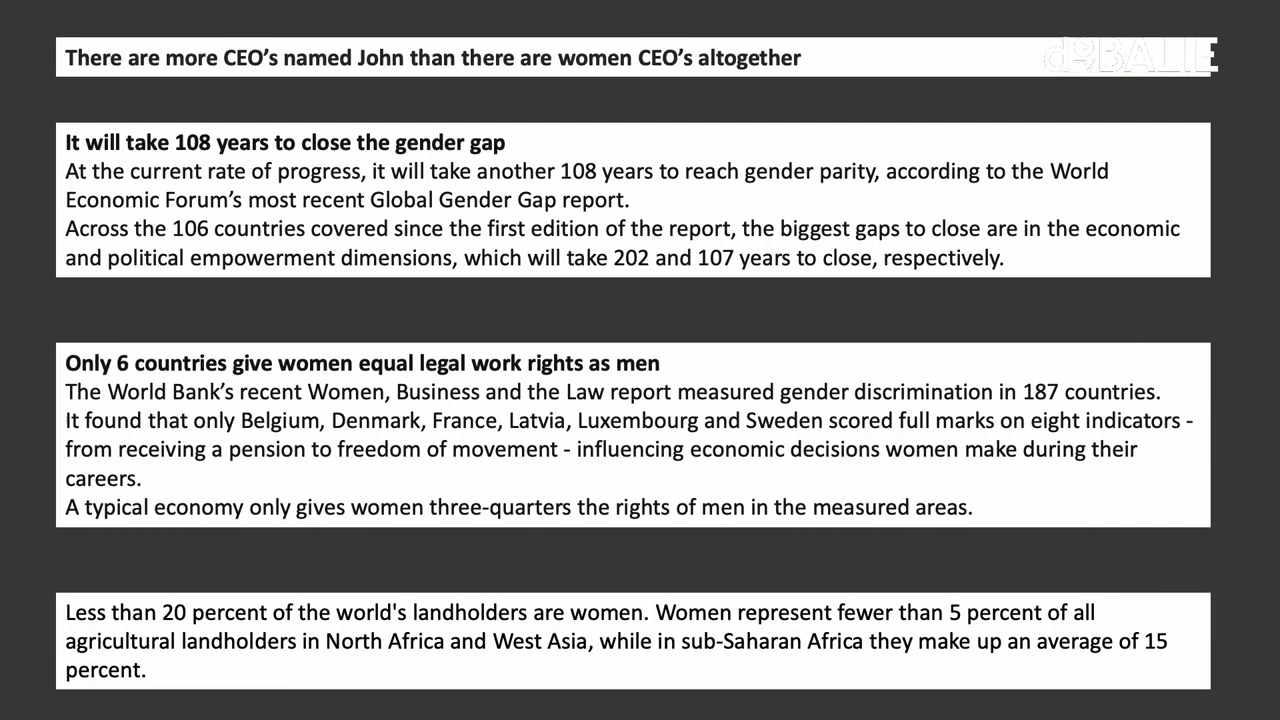 There are more CEO’s named John than there are women CEO’s altogether
de BALIE
It will take 108 years to close the gender gap
At the current rate of progress, it will take another 108 years to reach gender parity, according to the World
Economic Forum’s most recent Global Gender Gap report.
Across the 106 countries covered since the first edition of the report, the biggest gaps to close are in the economic
and political empowerment dimensions, which will take 202 and 107 years to close, respectively.
Only 6 countries give women equal legal work rights as men
The World Bank’s recent Women, Business and the Law report measured gender discrimination in 187 countries.
It found that only Belgium, Denmark, France, Latvia, Luxembourg and Sweden scored full marks on eight indicators -
from receiving a pension to freedom of movement - influencing economic decisions women make during their
careers.
A typical economy only gives women three-quarters the rights of men in the measured areas.
Less than 20 percent of the world's landholders are women. Women represent fewer than 5 percent of all
agricultural landholders in North Africa and West Asia, while in sub-Saharan Africa they make up an average of 15
percent.